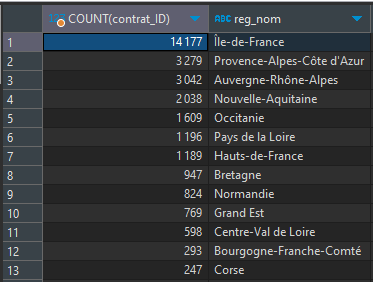 123 COUNT(contrat_ID) ABC reg_nom
1 14 177 Île-de-France
2 3 279 Provence-Alpes-Côte d'Azur
3 3 042 Auvergne-Rhône-Alpes
4 2 038 Nouvelle-Aquitaine
5 1 609 Occitanie
6 1 196 Pays de la Loire
7 1 189 Hauts-de-France
8 947 Bretagne
9 824 Normandie
10 769 Grand Est
11 598 Centre-Val de Loire
12 293 Bourgogne-Franche-Comté
13 247 Corse